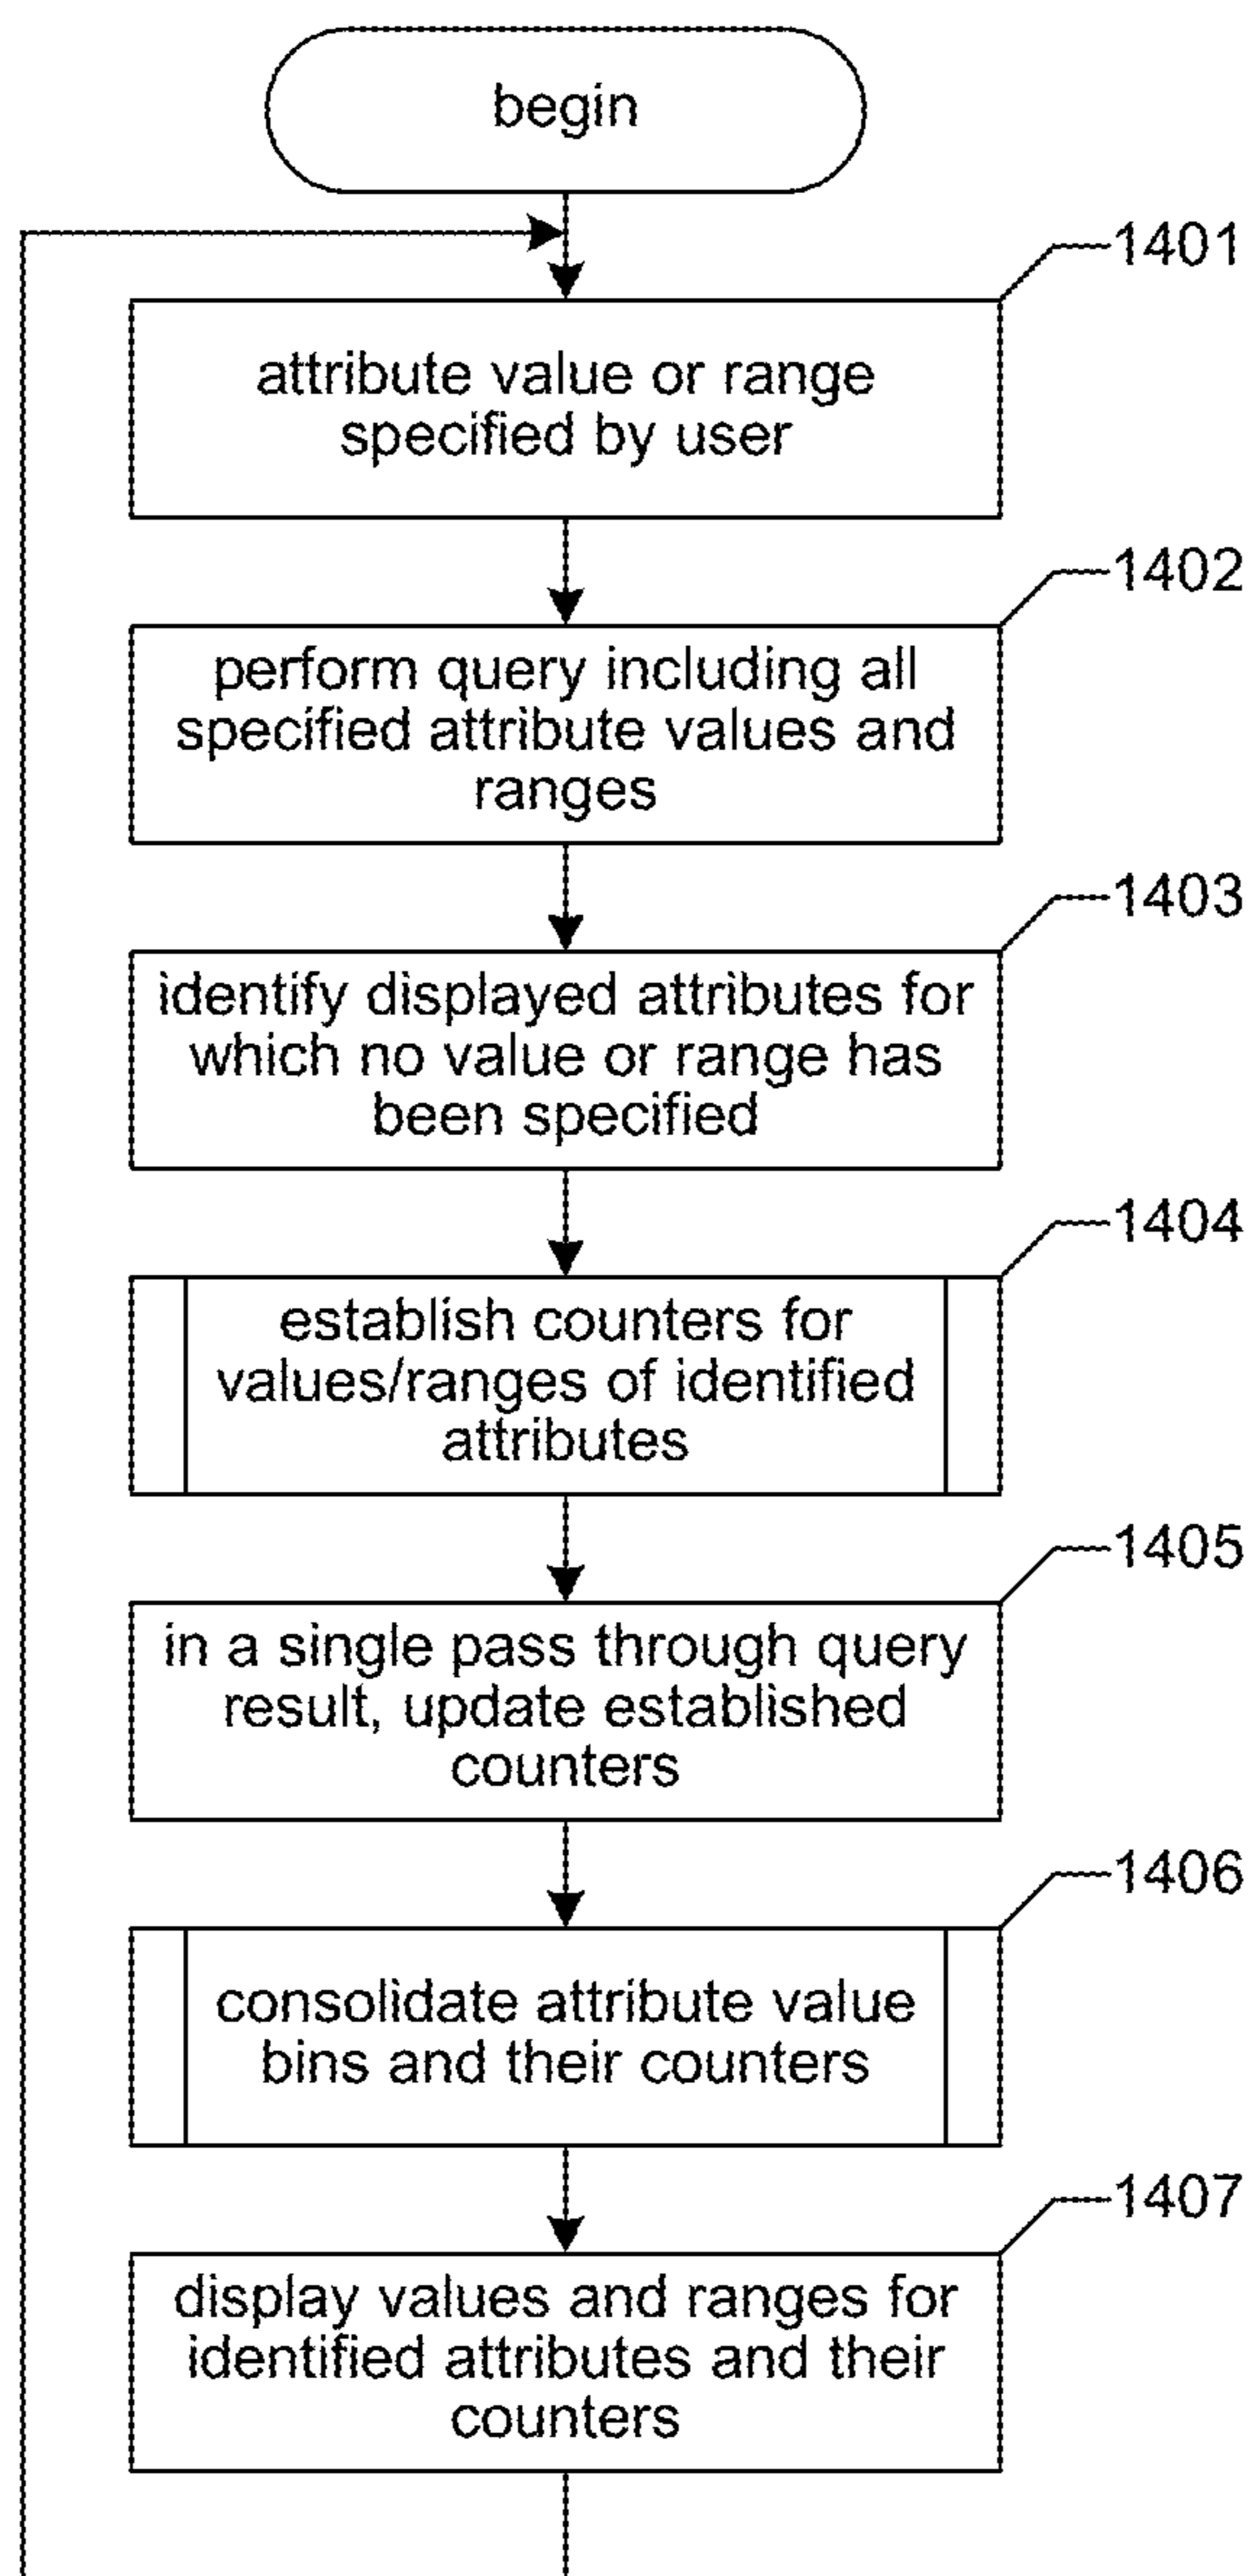 begin
1401
attribute value or range
specified by user
1402
perform query including all
specified attribute values and
ranges
1403
identify displayed attributes for
which no value or range has
been specified
1404
establish counters for
values/ranges of identified
attributes
1405
in a single pass through query
result, update established
counters
1406
consolidate attribute value
bins and their counters
1407
display values and ranges for
identified attributes and their
counters